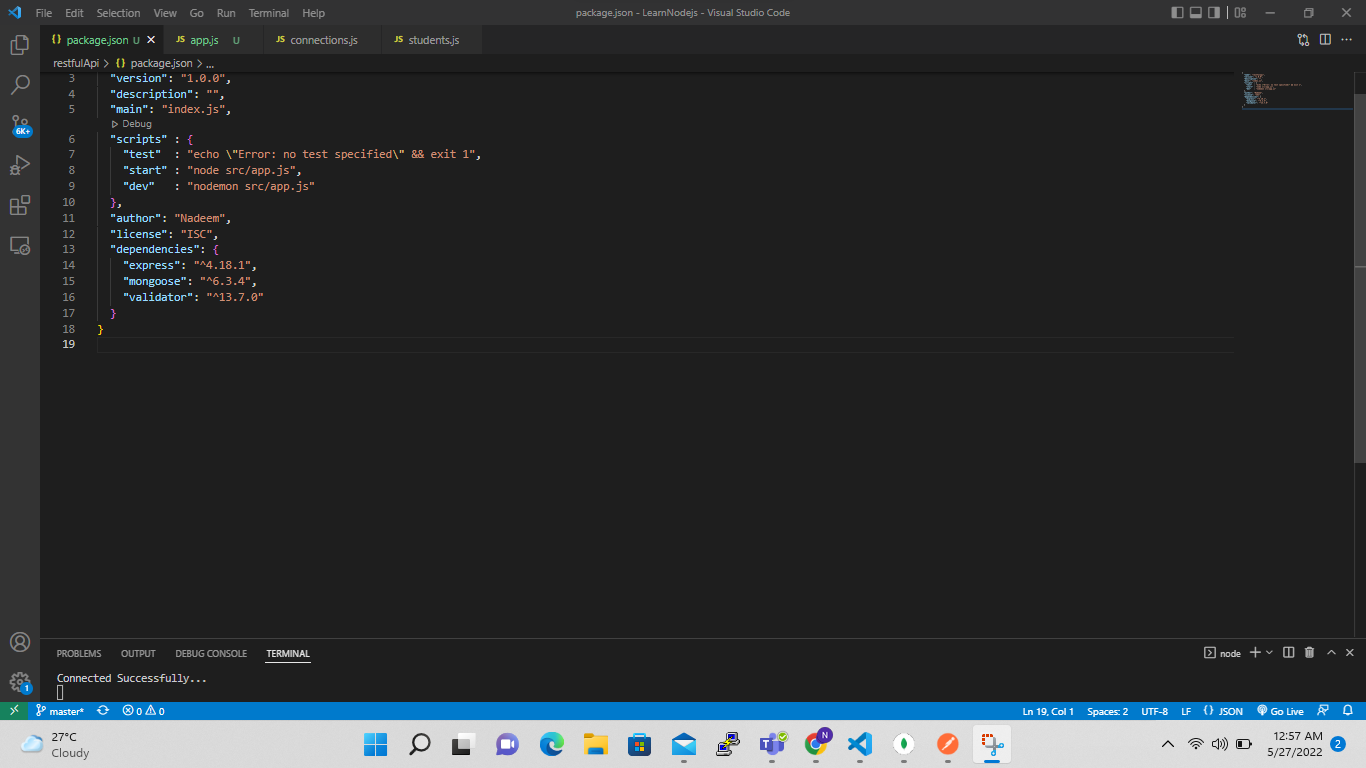 File Edit Selection View Go Run Terminal Help package.json - LearnNodejs - Visual Studio Code
{} package.json U JS app.js U JS connections.js JS students.js
restfulApi > {} package.json > ...
3 "version": "1.0.0",
4 "description": "",
5 "main": "index.js",
Debug
6 "scripts" : {
7 "test"  : "echo \"Error: no test specified\" && exit 1",
8 "start" : "node src/app.js",
9 "dev"   : "nodemon src/app.js"
10 },
11 "author": "Nadeem",
12 "license": "ISC",
13 "dependencies": {
14 "express": "^4.18.1",
15 "mongoose": "^6.3.4",
16 "validator": "^13.7.0"
17 }
18 }
19
6K+
PROBLEMS OUTPUT DEBUG CONSOLE TERMINAL node
Connected Successfully...
1
master* 0 0 Ln 19, Col 1 Spaces: 2 UTF-8 LF {} JSON Go Live
27°C
Cloudy
N
12:57 AM
5/27/2022 2